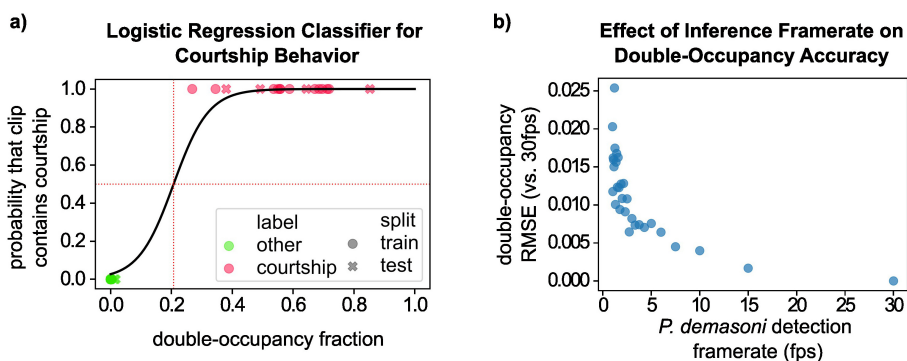 a)
Logistic Regression Classifier for
Courtship Behavior
probability that clip
contains courtship
1.0
0.8
0.6
0.4
0.2
0.0
label
other
courtship
split
train
test
0.0 0.2 0.4 0.6 0.8 1.0
double-occupancy fraction
b)
Effect of Inference Framerate on
Double-Occupancy Accuracy
double-occupancy
RMSE (vs. 30fps)
0.025
0.020
0.015
0.010
0.005
0.000
0 5 10 15 20 25 30
P. demasoni detection
framerate (fps)